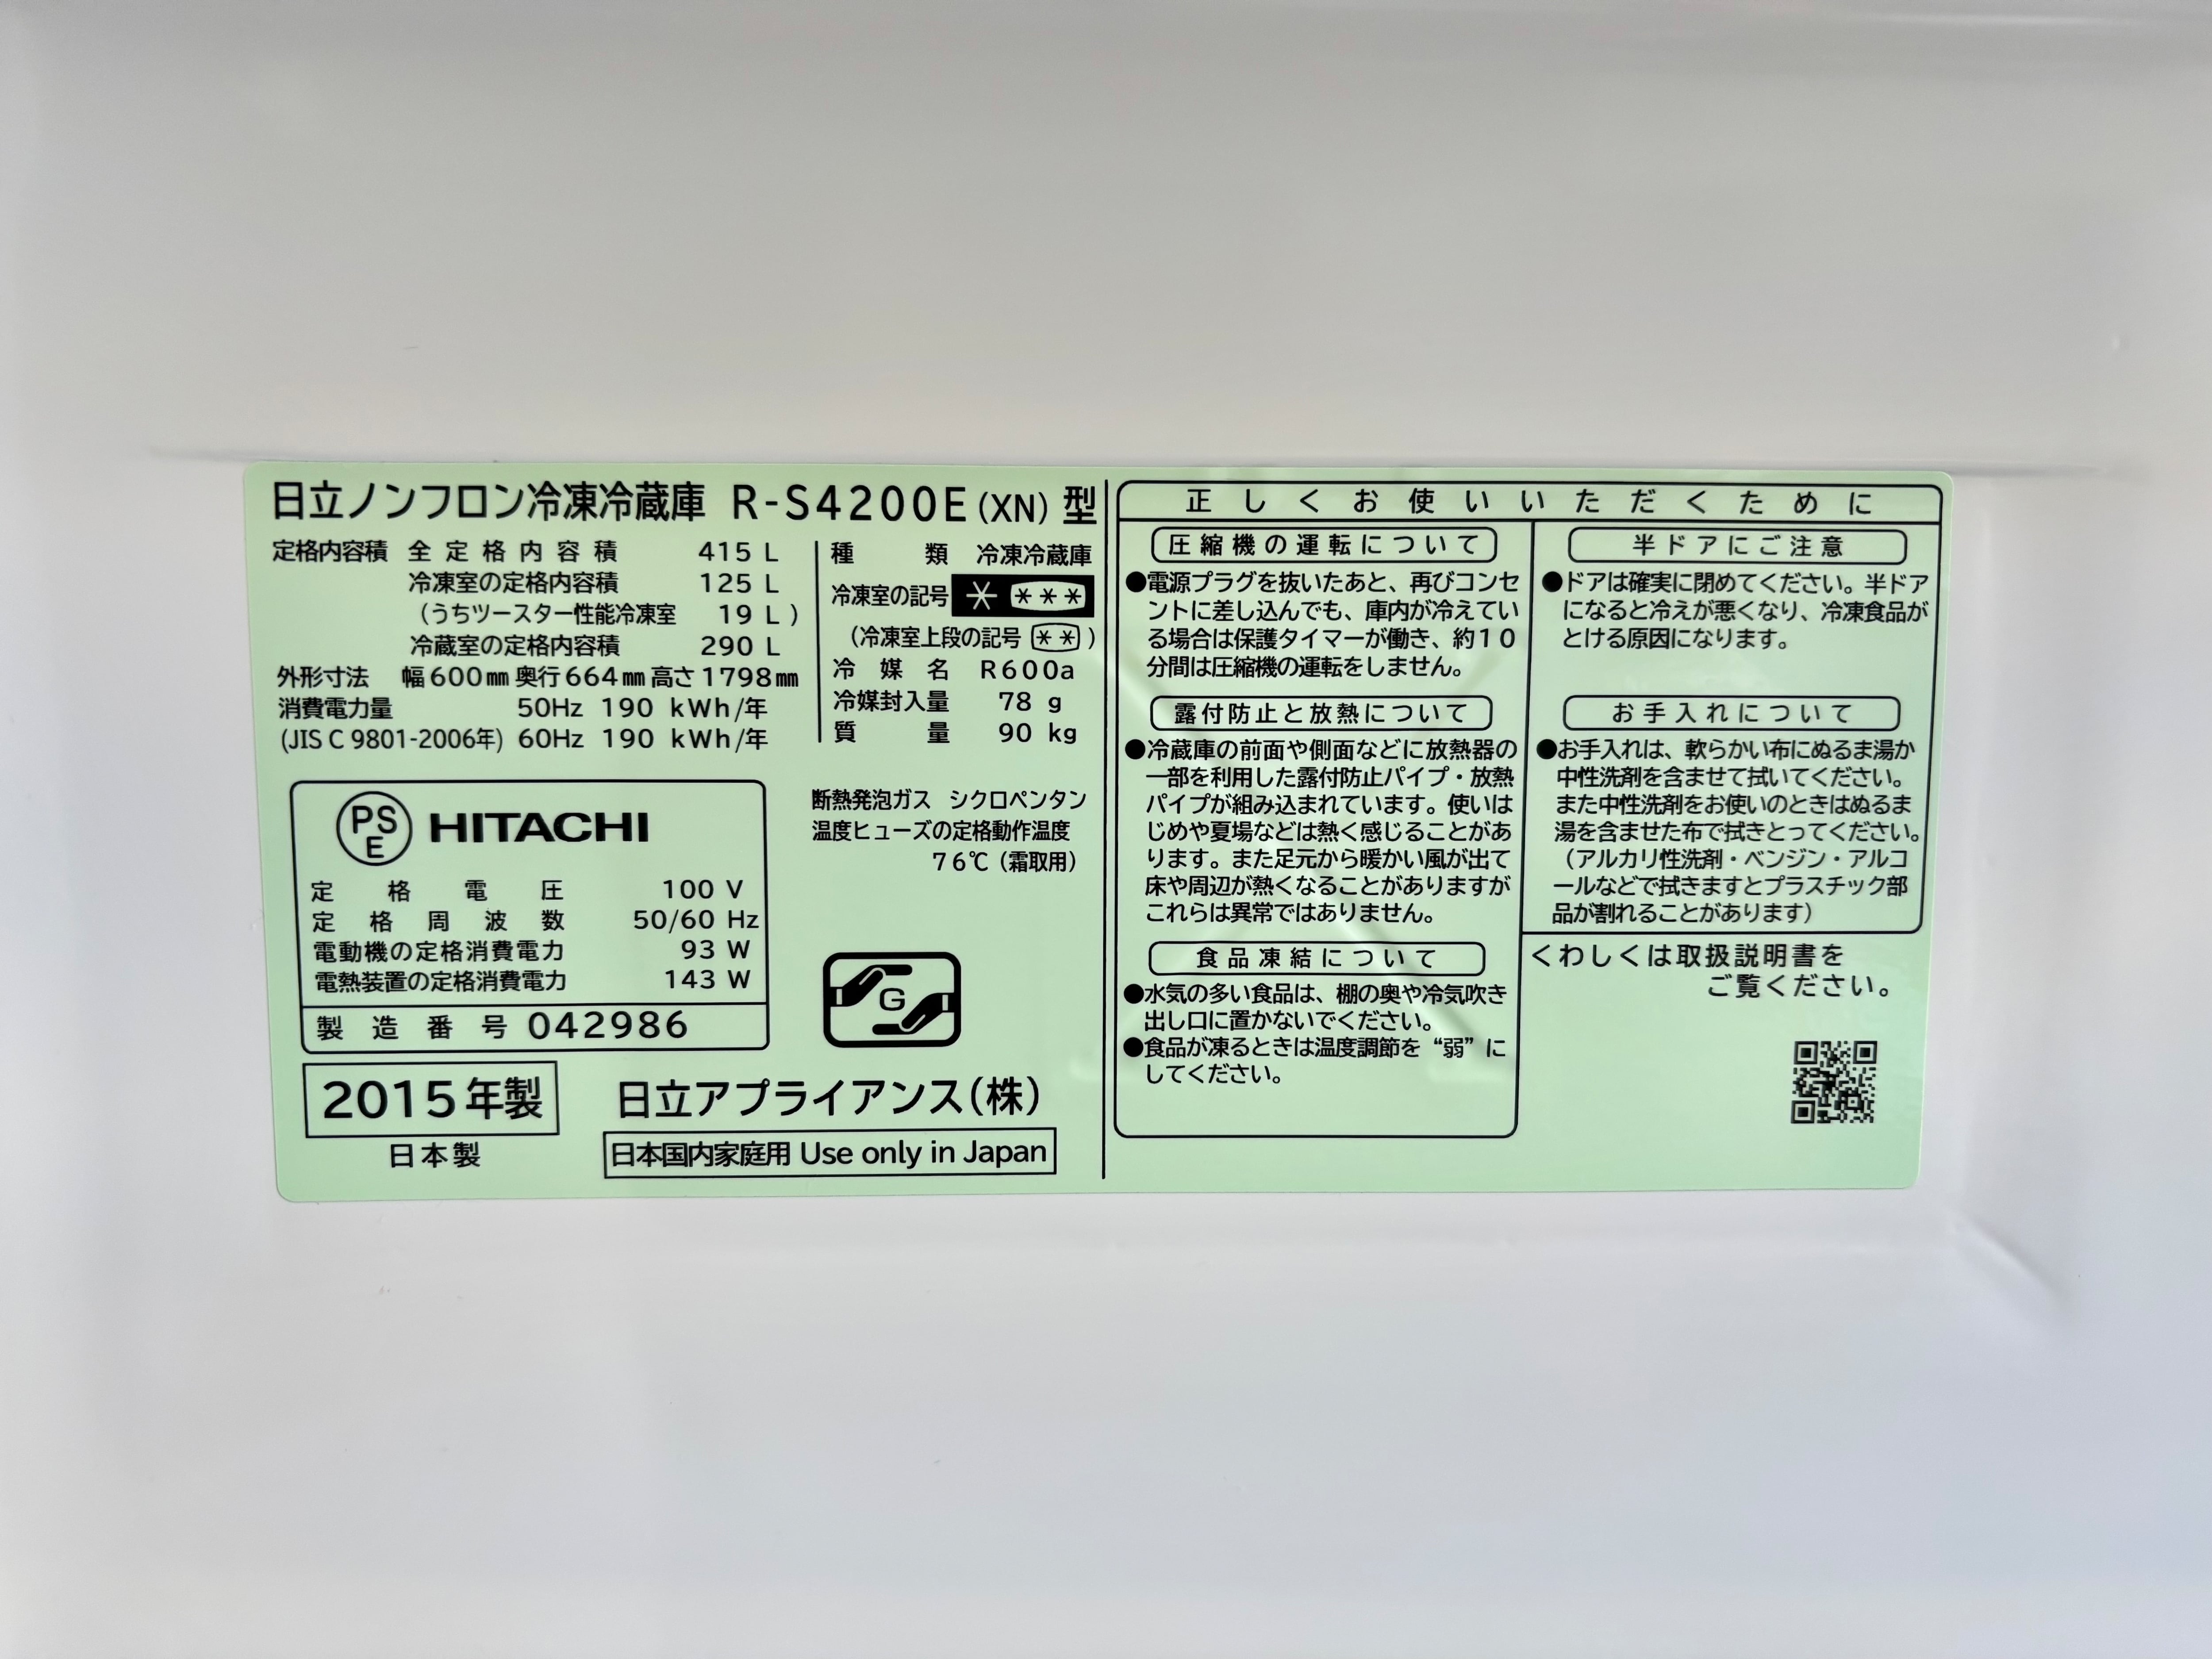 日立ノンフロン冷凍冷蔵庫 R-S4200E(XN)型
定格内容積 全定格内容積 415 L
冷凍室の定格内容積 125 L
（うちツースター性能冷凍室 19 L）
冷蔵室の定格内容積 290 L
外形寸法 幅600㎜ 奥行664㎜ 高さ1798㎜
消費電力量 50Hz 190 kWh/年
(JIS C 9801-2006年) 60Hz 190 kWh/年
種類 冷凍冷蔵庫
冷凍室の記号 * ***
（冷凍室上段の記号 **）
冷媒名 R600a
冷媒封入量 78 g
質量 90 kg
PSE HITACHI
定格電圧 100 V
定格周波数 50/60 Hz
電動機の定格消費電力 93 W
電熱装置の定格消費電力 143 W
製造番号 042986
断熱発泡ガス シクロペンタン
温度ヒューズの定格動作温度
76℃（霜取用）
G
2015年製
日本製
日立アプライアンス（株）
日本国内家庭用 Use only in Japan
正しくお使いいただくために
圧縮機の運転について
●電源プラグを抜いたあと、再びコンセ
ントに差し込んでも、庫内が冷えてい
る場合は保護タイマーが働き、約10
分間は圧縮機の運転をしません。
露付防止と放熱について
●冷蔵庫の前面や側面などに放熱器の
一部を利用した露付防止パイプ・放熱
パイプが組み込まれています。使いは
じめや夏場などは熱く感じることがあ
ります。また足元から暖かい風が出て
床や周辺が熱くなることがありますが
これらは異常ではありません。
食品凍結について
●水気の多い食品は、棚の奥や冷気吹き
出し口に置かないでください。
●食品が凍るときは温度調節を“弱”に
してください。
半ドアにご注意
●ドアは確実に閉めてください。半ドア
になると冷えが悪くなり、冷凍食品が
とける原因になります。
お手入れについて
●お手入れは、軟らかい布にぬるま湯か
中性洗剤を含ませて拭いてください。
また中性洗剤をお使いのときはぬるま
湯を含ませた布で拭きとってください。
（アルカリ性洗剤・ベンジン・アルコ
ールなどで拭きますとプラスチック部
品が割れることがあります）
くわしくは取扱説明書を
ご覧ください。